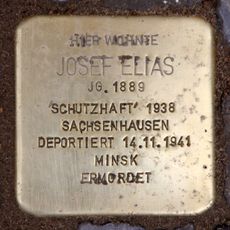 HIER WOHNTE
JOSEF ELIAS
JG. 1889
'SCHUTZHAFT' 1938
SACHSENHAUSEN
DEPORTIERT 14.11.1941
MINSK
ERMORDET